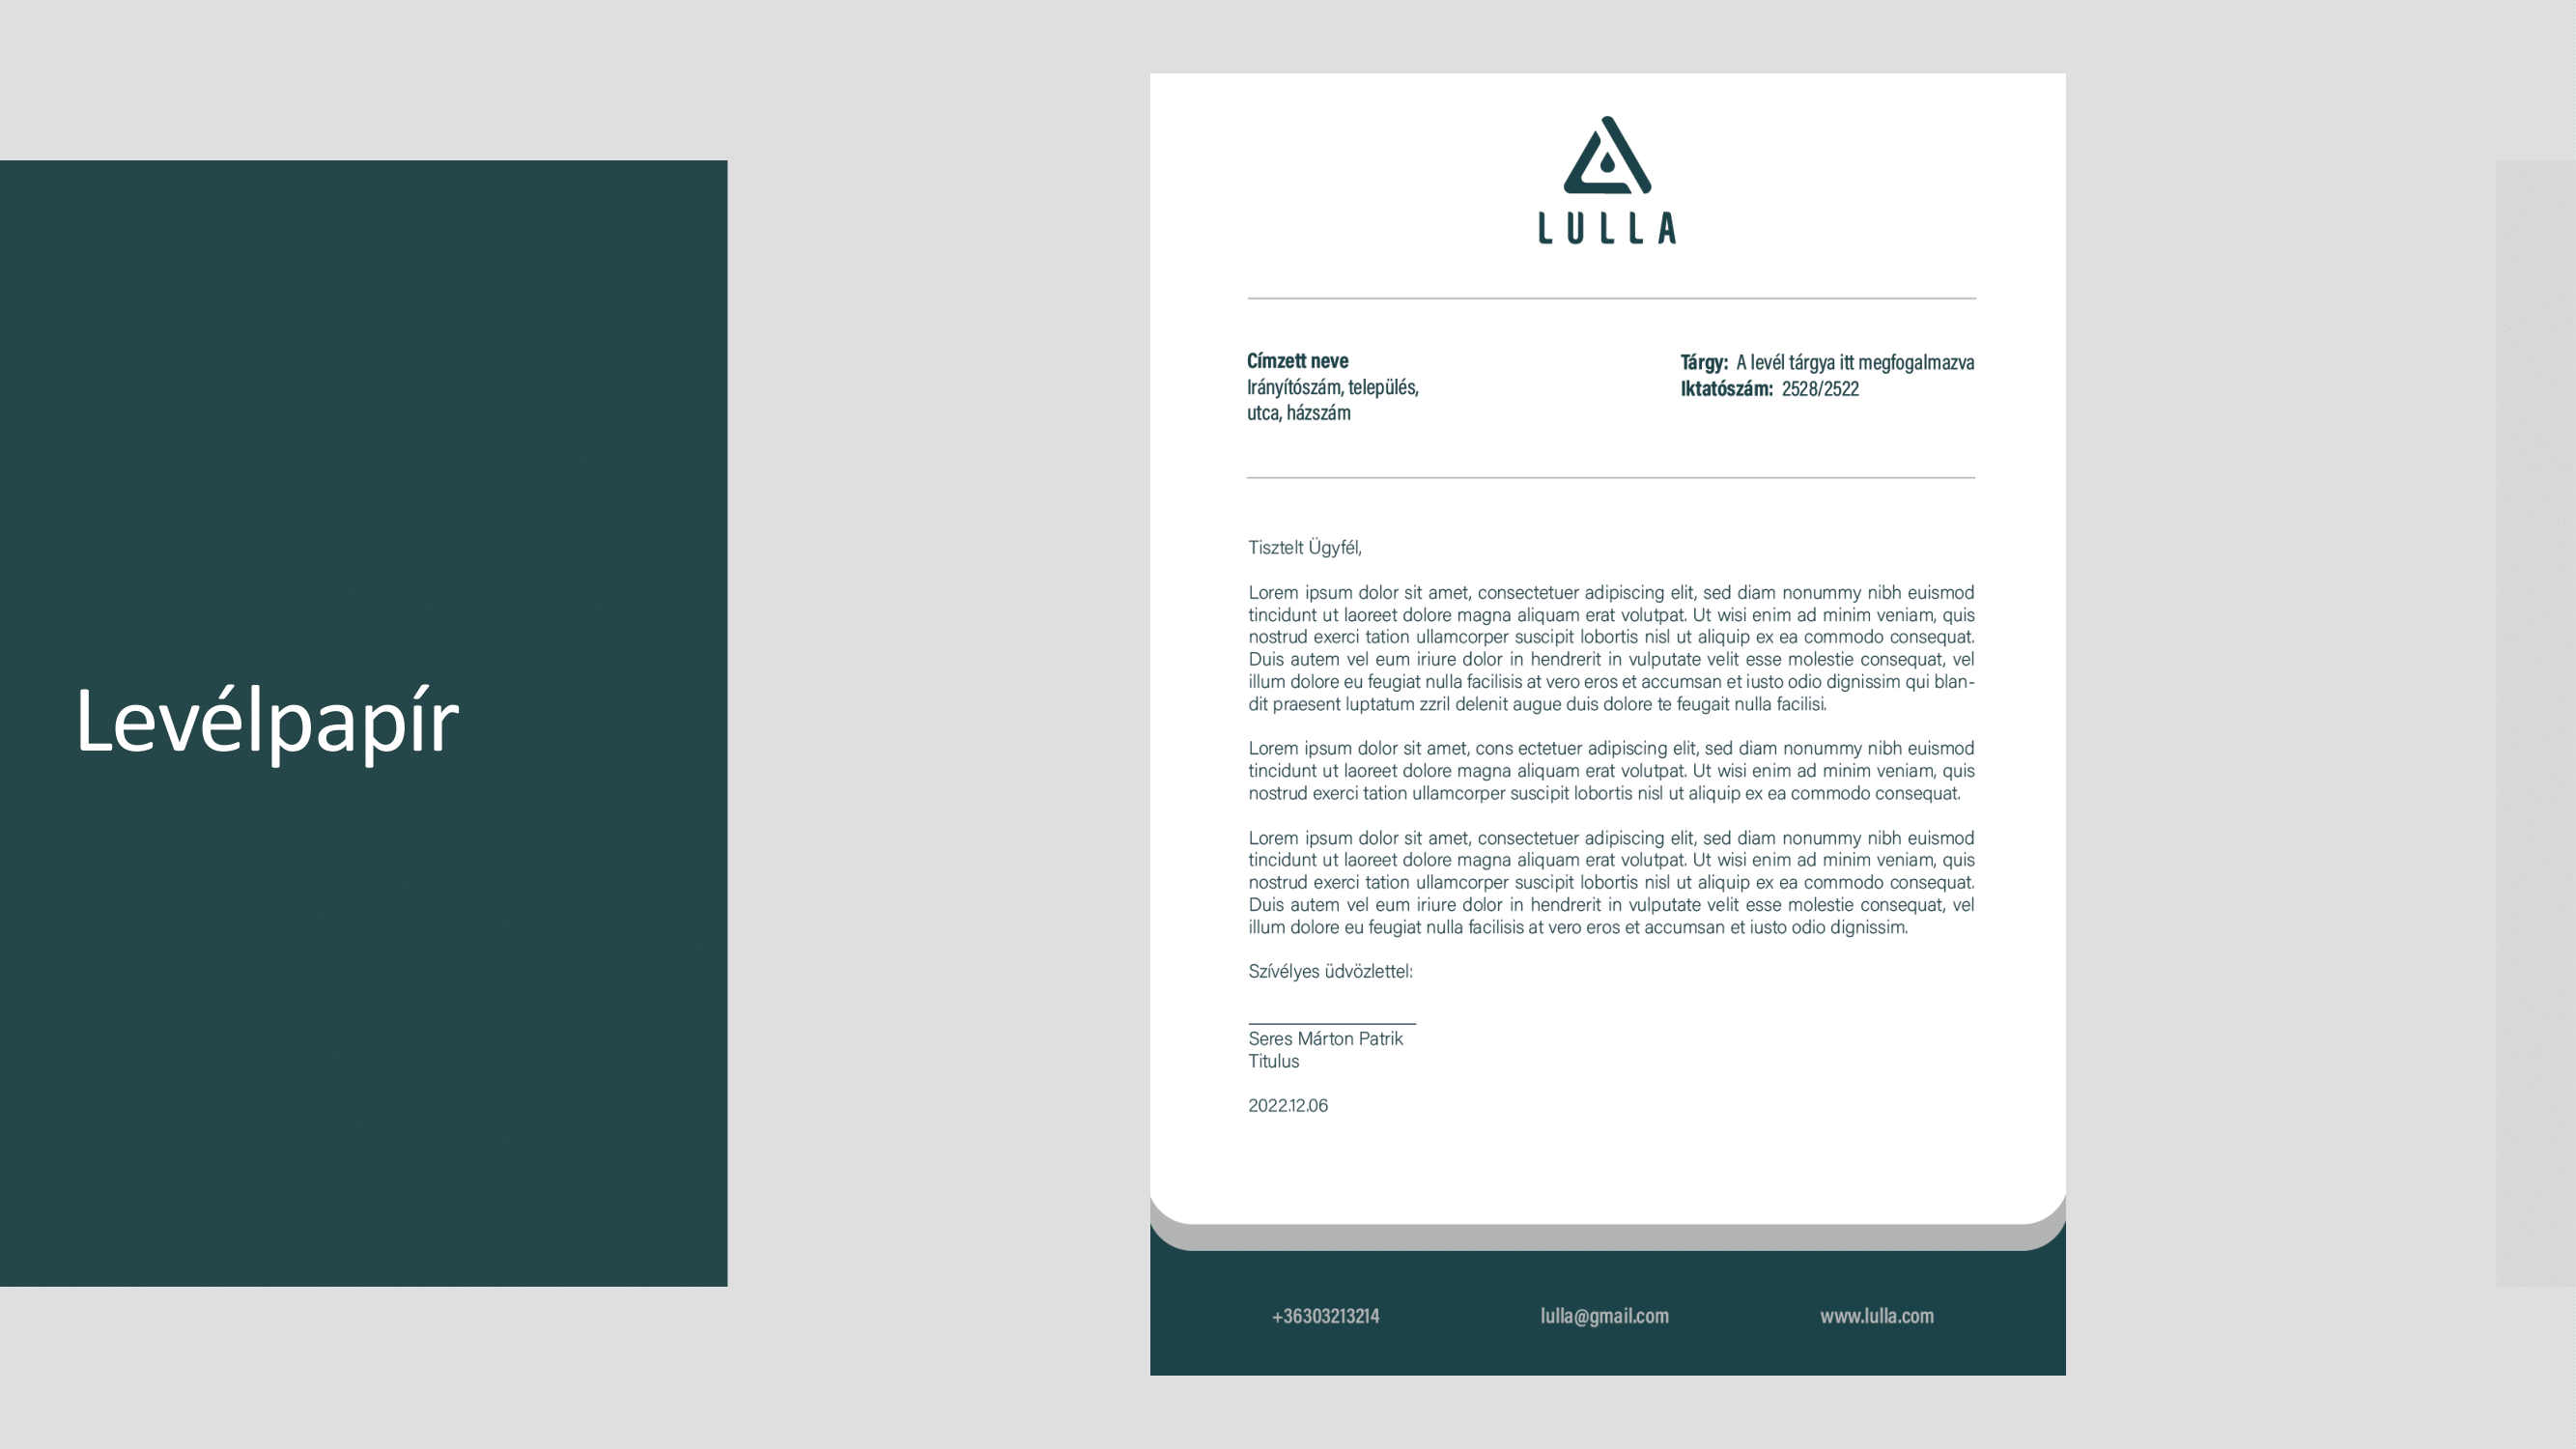 Levélpapír
LULLA
Címzett neve
Irányítószám, település,
utca, házszám
Tárgy: A levél tárgya itt megfogalmazva
Iktatószám: 2528/2522
Tisztelt Ügyfél,
Lorem ipsum dolor sit amet, consectetuer adipiscing elit, sed diam nonummy nibh euismod
tincidunt ut laoreet dolore magna aliquam erat volutpat. Ut wisi enim ad minim veniam, quis
nostrud exerci tation ullamcorper suscipit lobortis nisl ut aliquip ex ea commodo consequat.
Duis autem vel eum iriure dolor in hendrerit in vulputate velit esse molestie consequat, vel
illum dolore eu feugiat nulla facilisis at vero eros et accumsan et iusto odio dignissim qui blan-
dit praesent luptatum zzril delenit augue duis dolore te feugait nulla facilisi.
Lorem ipsum dolor sit amet, cons ectetuer adipiscing elit, sed diam nonummy nibh euismod
tincidunt ut laoreet dolore magna aliquam erat volutpat. Ut wisi enim ad minim veniam, quis
nostrud exerci tation ullamcorper suscipit lobortis nisl ut aliquip ex ea commodo consequat.
Lorem ipsum dolor sit amet, consectetuer adipiscing elit, sed diam nonummy nibh euismod
tincidunt ut laoreet dolore magna aliquam erat volutpat. Ut wisi enim ad minim veniam, quis
nostrud exerci tation ullamcorper suscipit lobortis nisl ut aliquip ex ea commodo consequat.
Duis autem vel eum iriure dolor in hendrerit in vulputate velit esse molestie consequat, vel
illum dolore eu feugiat nulla facilisis at vero eros et accumsan et iusto odio dignissim.
Szívélyes üdvözlettel:
Seres Márton Patrik
Titulus
2022.12.06
+36303213214
lulla@gmail.com
www.lulla.com